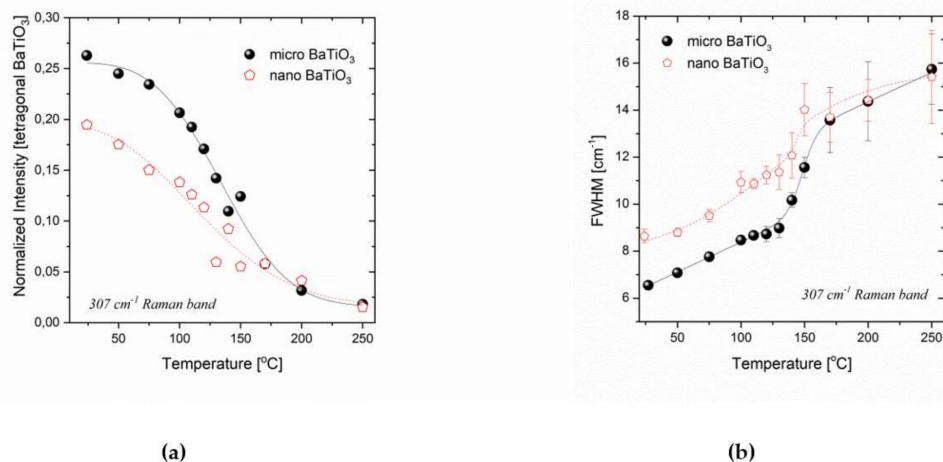 0,30
0,25
0,20
0,15
0,10
0,05
0,00
Normalized Intensity [tetragonal BaTiO3]
micro BaTiO3
nano BaTiO3
307 cm-1 Raman band
50 100 150 200 250
Temperature [oC]
18
16
14
12
10
8
6
FWHM [cm-1]
micro BaTiO3
nano BaTiO3
307 cm-1 Raman band
50 100 150 200 250
Temperature [oC]
(a)
(b)